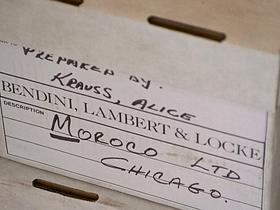 PREPARED BY.
KRAUSS, ALICE
BENDINI, LAMBERT & LOCKE
DESCRIPTION
MOROCO LTD
CHICAGO.